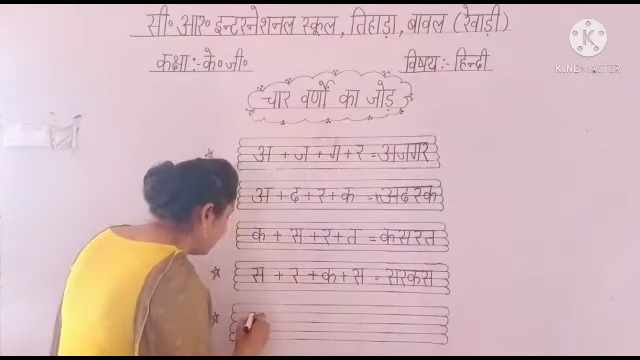 सी॰ आर॰ इन्टरनेशनल स्कूल, तिहाड़ा, बावल (रेवाड़ी)
कक्षा:- के॰ जी॰ विषय:- हिन्दी
KINEMASTER
चार वर्णों का जोड़
अ + ज + ग + र = अजगर
अ + द + र + क = अदरक
क + स + र + त = कसरत
स + र + क + स = सरकस